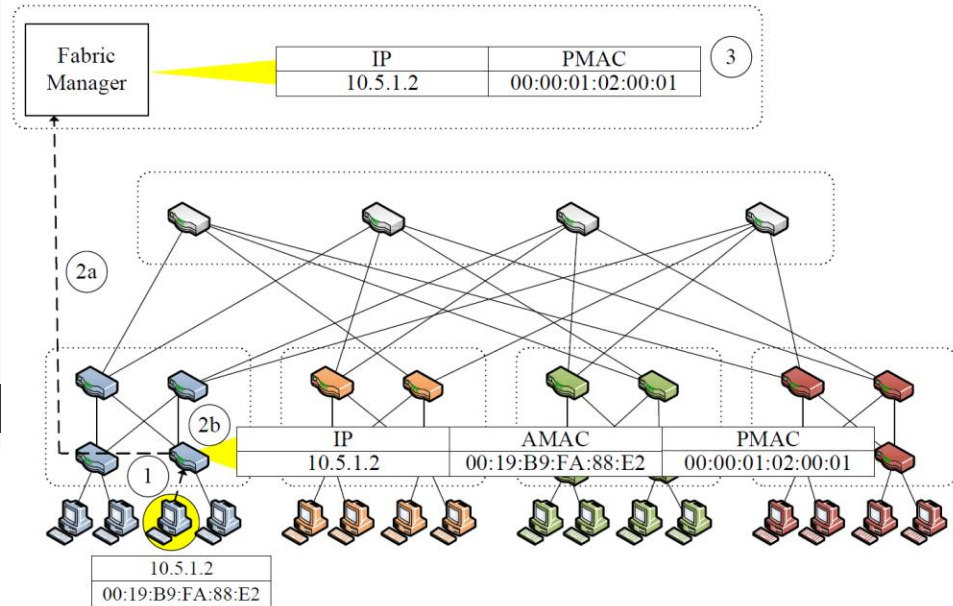 Fabric
Manager
IP PMAC
10.5.1.2 00:00:01:02:00:01
3
2a
2b
IP AMAC PMAC
10.5.1.2 00:19:B9:FA:88:E2 00:00:01:02:00:01
1
10.5.1.2
00:19:B9:FA:88:E2